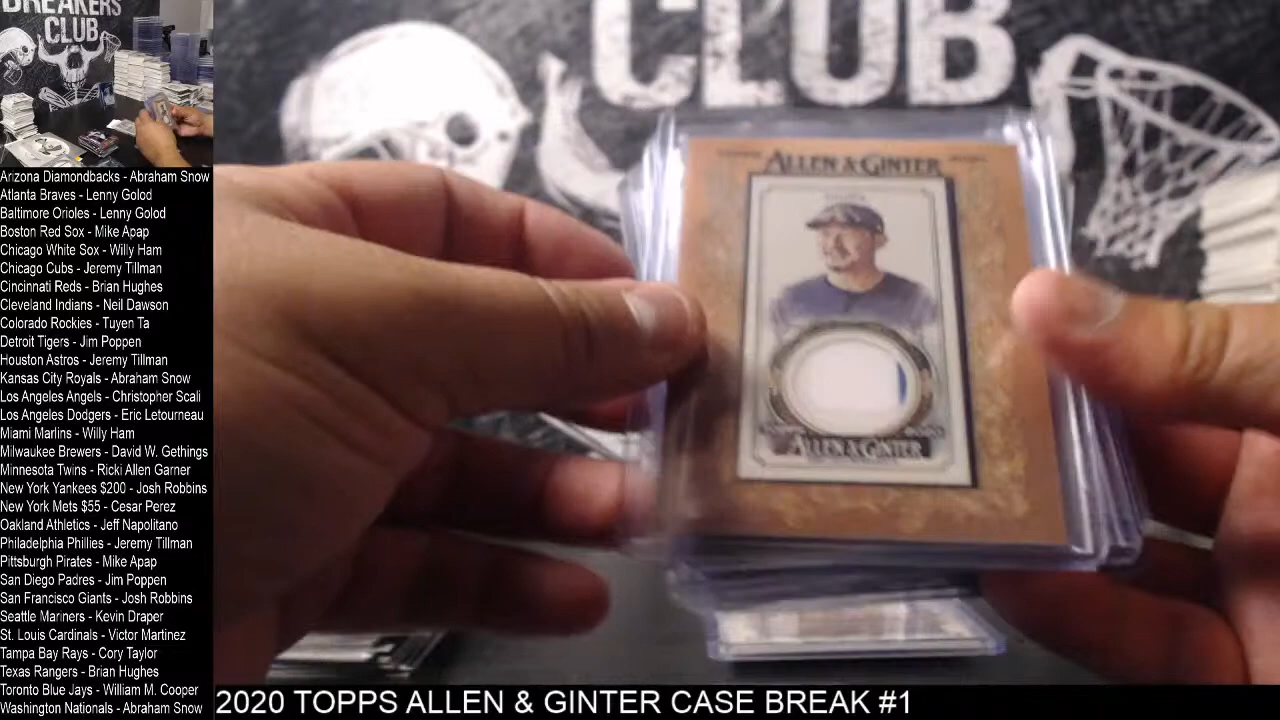 BREAKERS
CLUB
CLUB
ALLEN & GINTER
ALLEN & GINTER
Arizona Diamondbacks - Abraham Snow
Atlanta Braves - Lenny Golod
Baltimore Orioles - Lenny Golod
Boston Red Sox - Mike Apap
Chicago White Sox - Willy Ham
Chicago Cubs - Jeremy Tillman
Cincinnati Reds - Brian Hughes
Cleveland Indians - Neil Dawson
Colorado Rockies - Tuyen Ta
Detroit Tigers - Jim Poppen
Houston Astros - Jeremy Tillman
Kansas City Royals - Abraham Snow
Los Angeles Angels - Christopher Scali
Los Angeles Dodgers - Eric Letourneau
Miami Marlins - Willy Ham
Milwaukee Brewers - David W. Gethings
Minnesota Twins - Ricki Allen Garner
New York Yankees $200 - Josh Robbins
New York Mets $55 - Cesar Perez
Oakland Athletics - Jeff Napolitano
Philadelphia Phillies - Jeremy Tillman
Pittsburgh Pirates - Mike Apap
San Diego Padres - Jim Poppen
San Francisco Giants - Josh Robbins
Seattle Mariners - Kevin Draper
St. Louis Cardinals - Victor Martinez
Tampa Bay Rays - Cory Taylor
Texas Rangers - Brian Hughes
Toronto Blue Jays - William M. Cooper
Washington Nationals - Abraham Snow
2020 TOPPS ALLEN & GINTER CASE BREAK #1